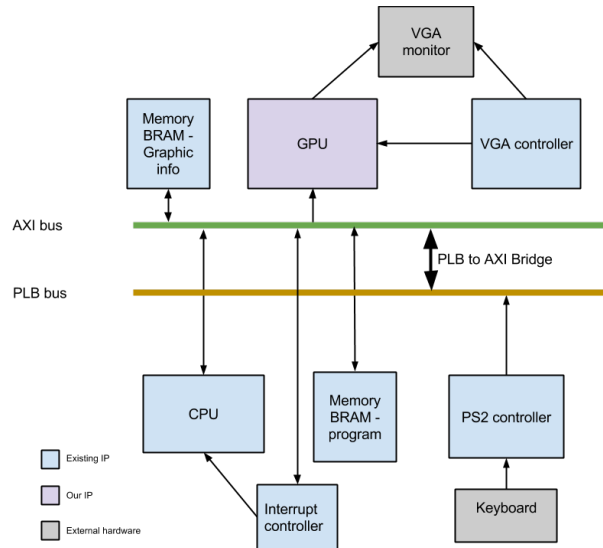 VGA
monitor
Memory
BRAM -
Graphic
info
GPU
VGA controller
AXI bus
PLB to AXI Bridge
PLB bus
CPU
Memory
BRAM -
program
PS2 controller
Existing IP
Our IP
External hardware
Interrupt
controller
Keyboard